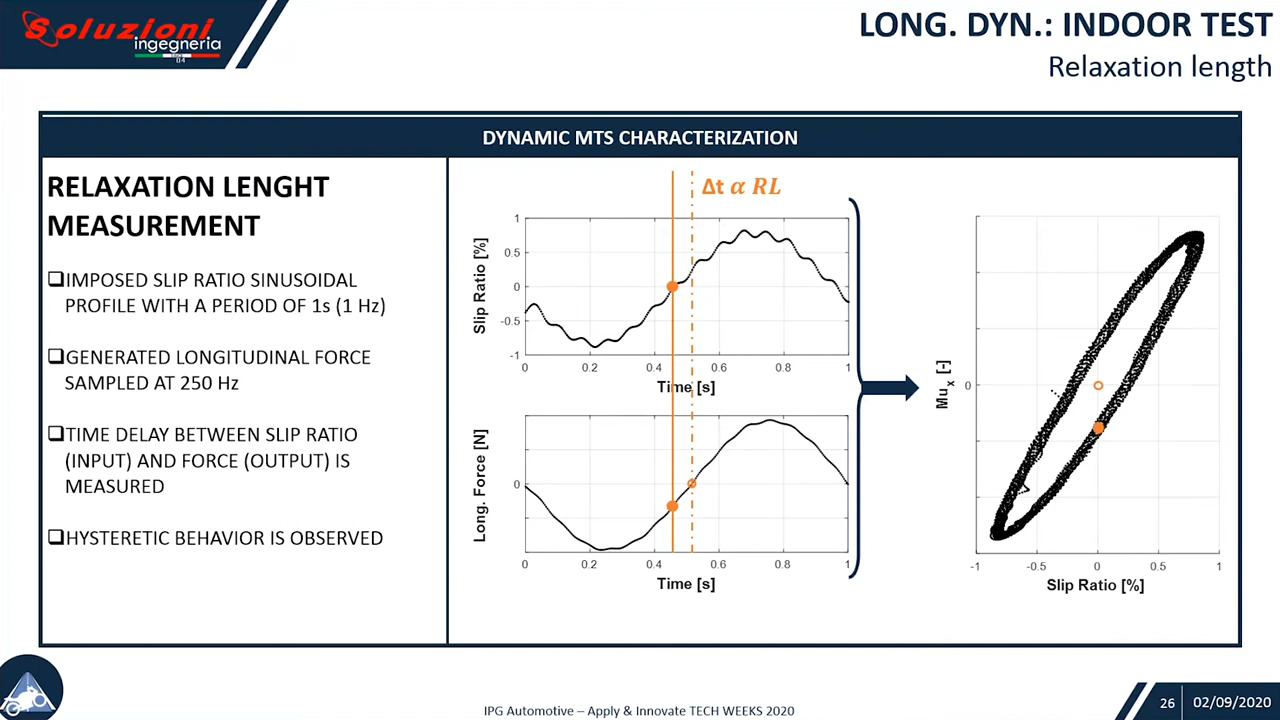 Soluzioni
ingegneria
SINCE
04
LONG. DYN.: INDOOR TEST
Relaxation length
DYNAMIC MTS CHARACTERIZATION
RELAXATION LENGHT
MEASUREMENT
❑IMPOSED SLIP RATIO SINUSOIDAL
PROFILE WITH A PERIOD OF 1s (1 Hz)
❑GENERATED LONGITUDINAL FORCE
SAMPLED AT 250 Hz
❑TIME DELAY BETWEEN SLIP RATIO
(INPUT) AND FORCE (OUTPUT) IS
MEASURED
❑HYSTERETIC BEHAVIOR IS OBSERVED
Δt α RL
Slip Ratio [%]
1
0.5
0
-0.5
-1
0 0.2 0.4 0.6 0.8 1
Time [s]
Long. Force [N]
0
0 0.2 0.4 0.6 0.8 1
Time [s]
Mux [-]
0
-1 -0.5 0 0.5 1
Slip Ratio [%]
IPG Automotive – Apply & Innovate TECH WEEKS 2020
26
02/09/2020